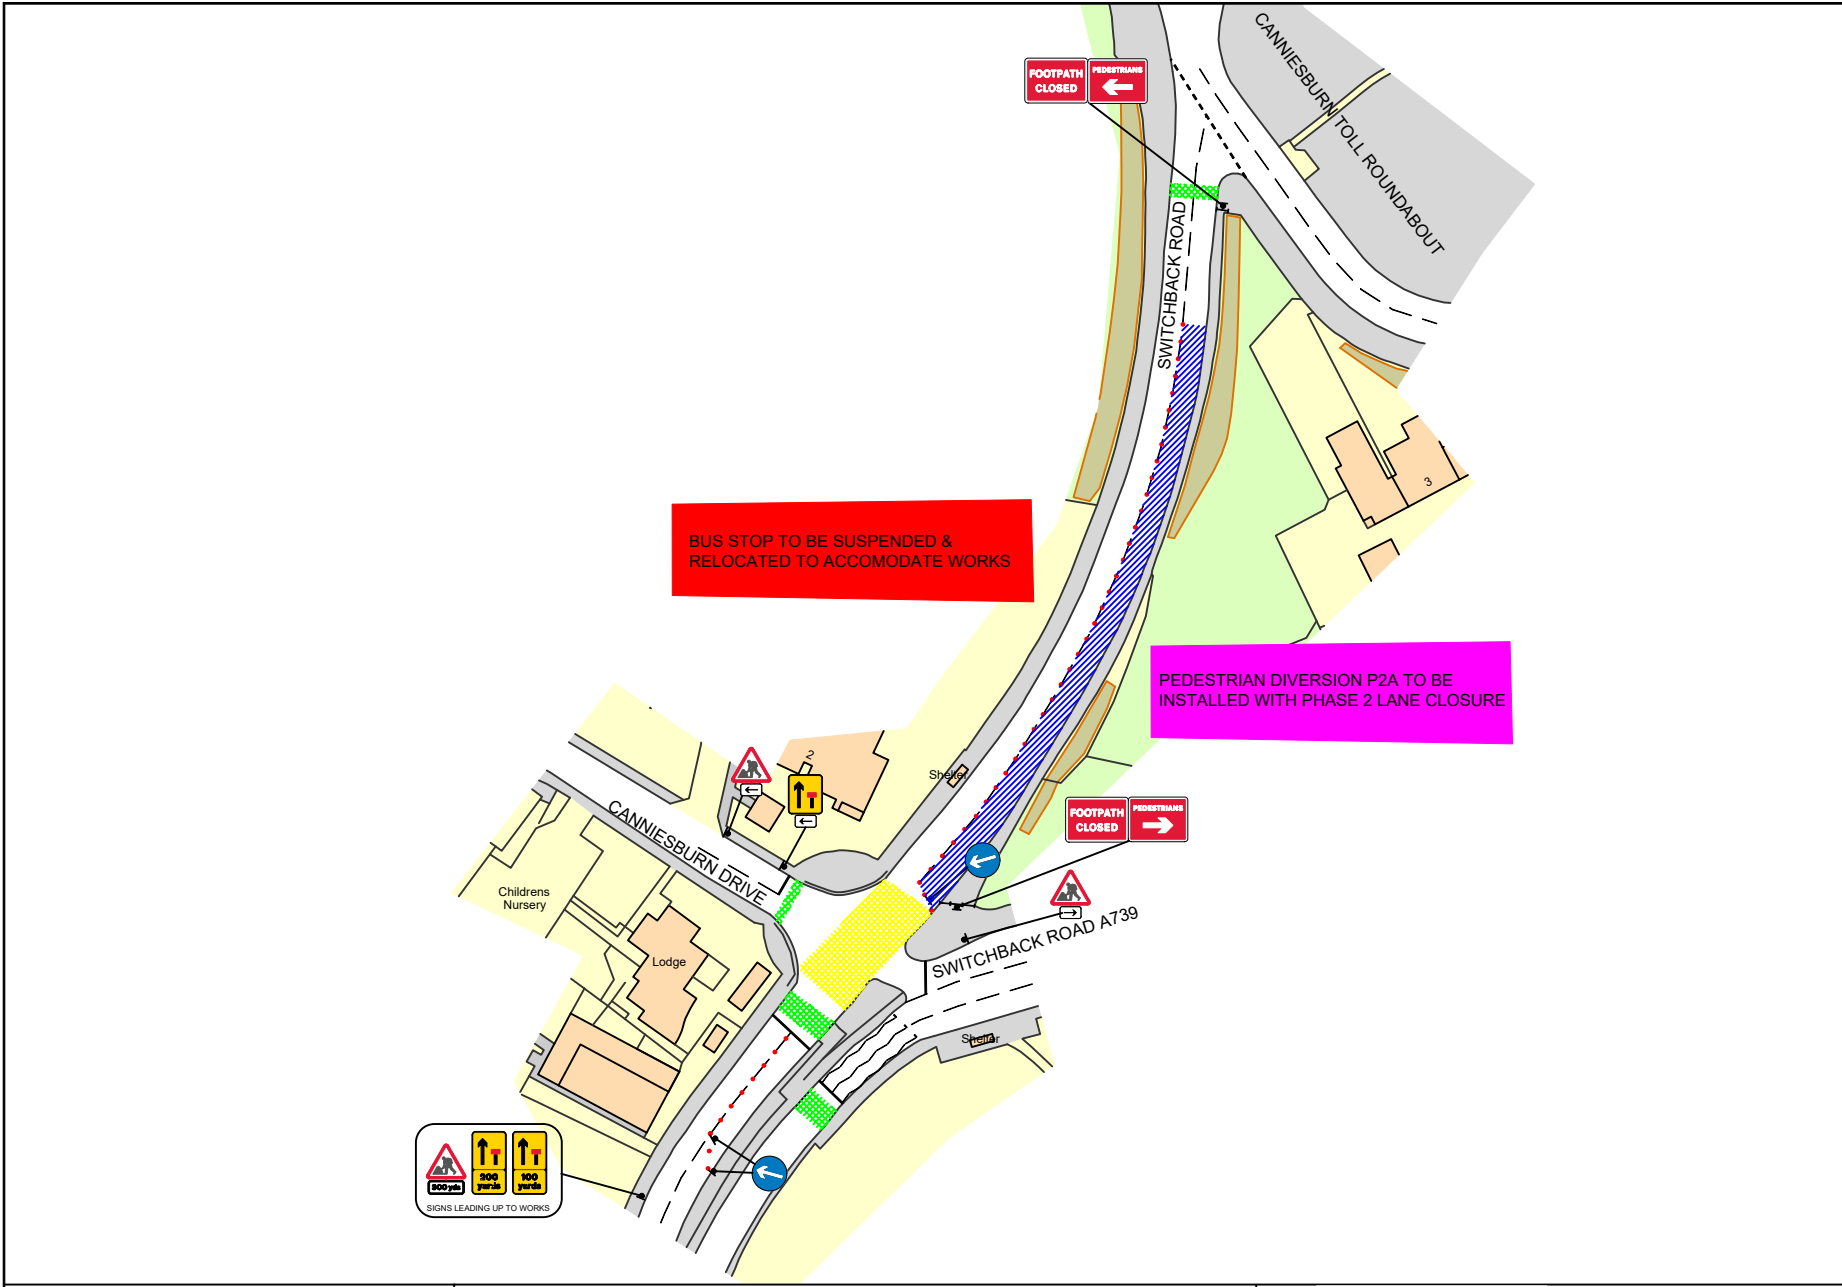 CANNIESBURN TOLL ROUNDABOUT
FOOTPATH
CLOSED
PEDESTRIANS
SWITCHBACK ROAD
3
BUS STOP TO BE SUSPENDED &
RELOCATED TO ACCOMODATE WORKS
PEDESTRIAN DIVERSION P2A TO BE
INSTALLED WITH PHASE 2 LANE CLOSURE
2
Shelter
CANNIESBURN DRIVE
FOOTPATH
CLOSED
PEDESTRIANS
Childrens
Nursery
Lodge
SWITCHBACK ROAD A739
Shelter
200
yards
100
yards
SIGNS LEADING UP TO WORKS